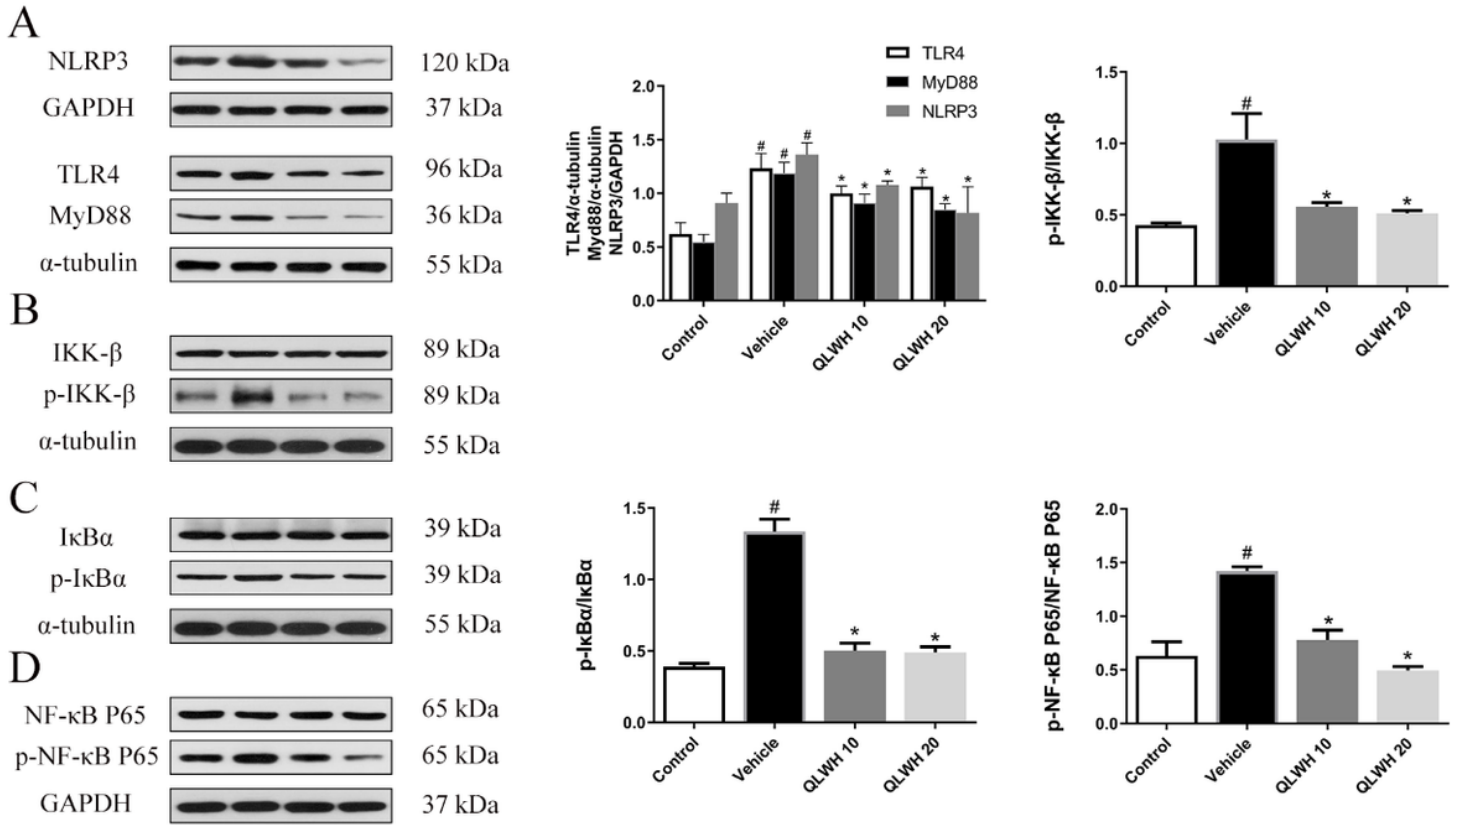 A
NLRP3 120 kDa
GAPDH 37 kDa
TLR4 96 kDa
MyD88 36 kDa
α-tubulin 55 kDa
TLR4
MyD88
NLRP3
TLR4/α-tubulin
Myd88/α-tubulin
NLRP3/GAPDH
2.0
1.5
1.0
0.5
0.0
# # #
* * *
* * *
Control Vehicle QLWH 10 QLWH 20
p-IKK-β/IKK-β
1.5
1.0
0.5
0.0
#
*
*
Control Vehicle QLWH 10 QLWH 20
B
IKK-β 89 kDa
p-IKK-β 89 kDa
α-tubulin 55 kDa
C
IκBα 39 kDa
p-IκBα 39 kDa
α-tubulin 55 kDa
p-IκBα/IκBα
1.5
1.0
0.5
0.0
#
*
*
Control Vehicle QLWH 10 QLWH 20
p-NF-κB P65/NF-κB P65
2.0
1.5
1.0
0.5
0.0
#
*
*
Control Vehicle QLWH 10 QLWH 20
D
NF-κB P65 65 kDa
p-NF-κB P65 65 kDa
GAPDH 37 kDa